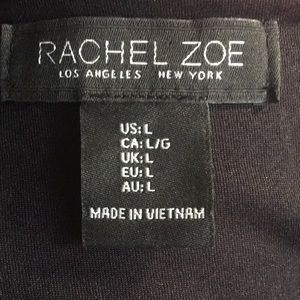 RACHEL ZOE
LOS ANGELES NEW YORK
US: L
CA: L/G
UK: L
EU: L
AU: L
MADE IN VIETNAM